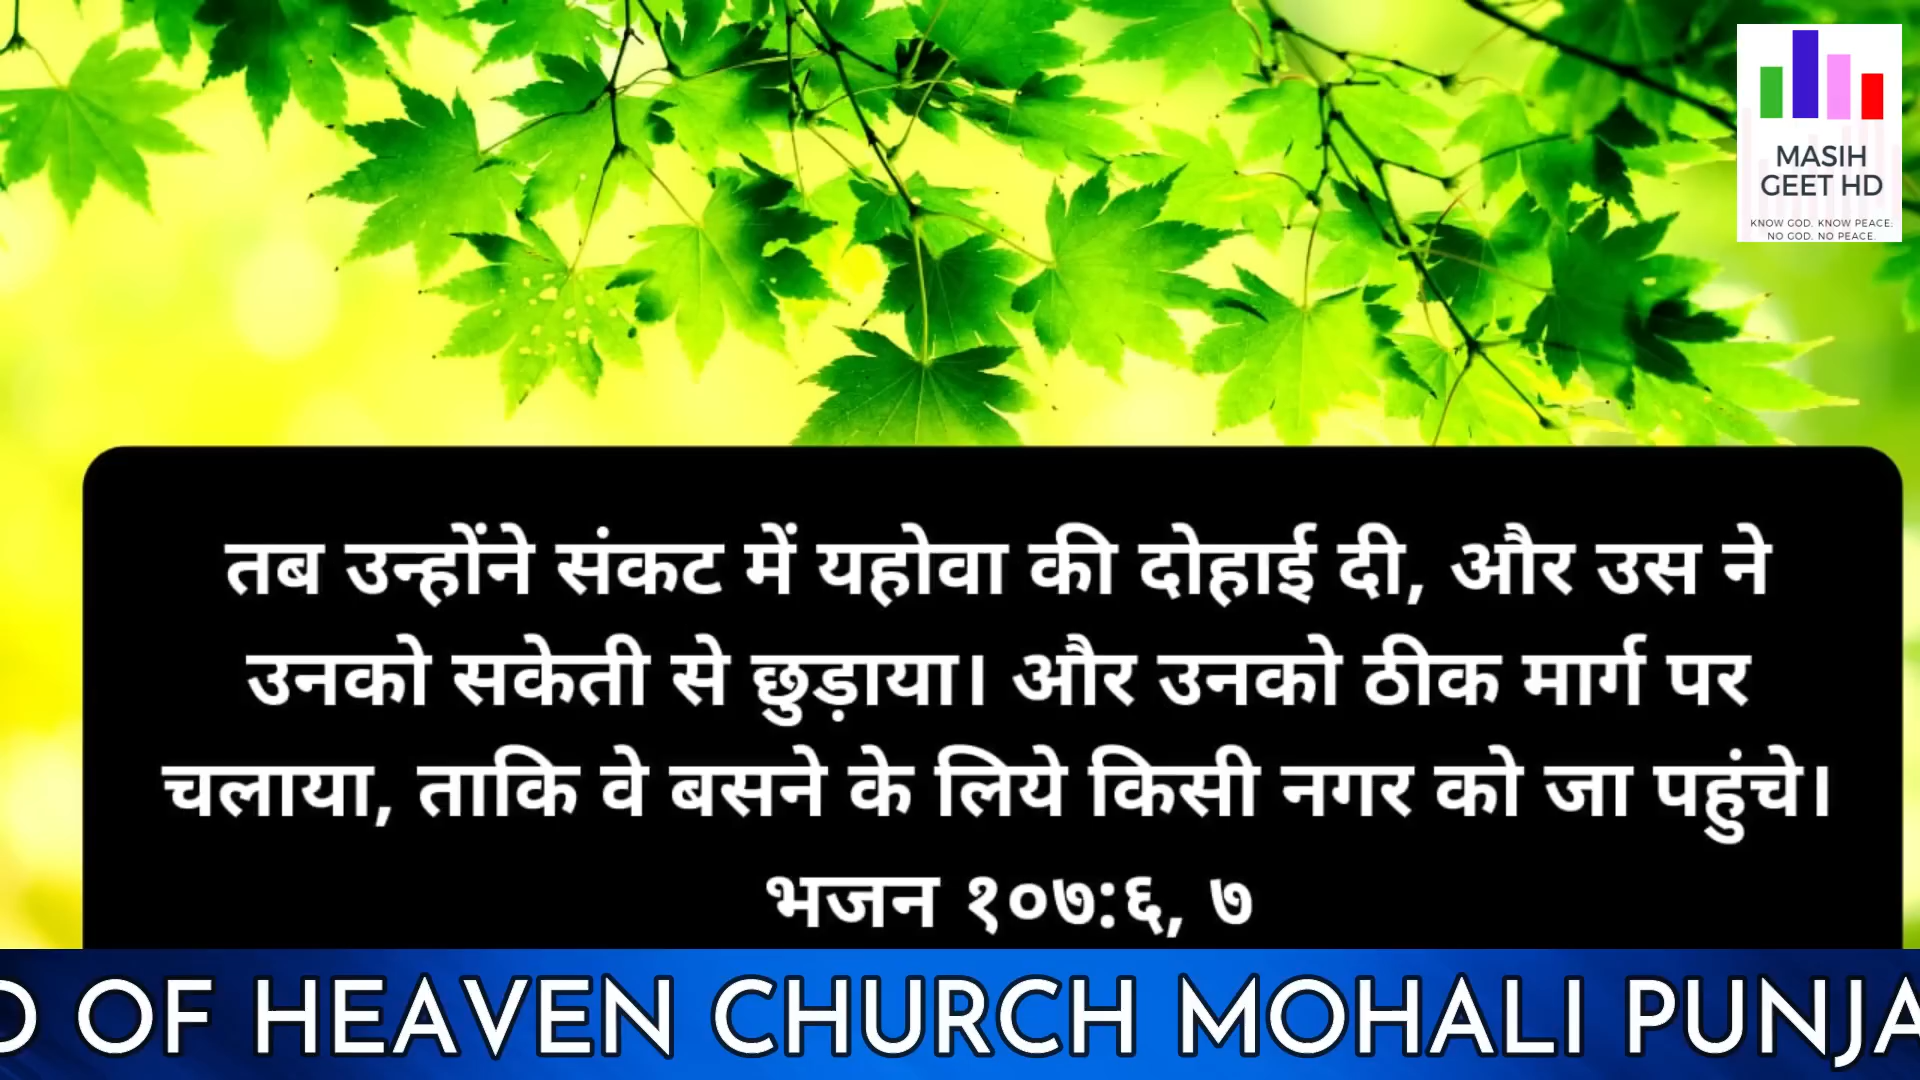 MASIH
GEET HD
KNOW GOD. KNOW PEACE.
NO GOD. NO PEACE.
तब उन्होंने संकट में यहोवा की दोहाई दी, और उस ने
उनको सकेती से छुड़ाया। और उनको ठीक मार्ग पर
चलाया, ताकि वे बसने के लिये किसी नगर को जा पहुंचे।
भजन १०७:६, ७
D OF HEAVEN CHURCH MOHALI PUNJA